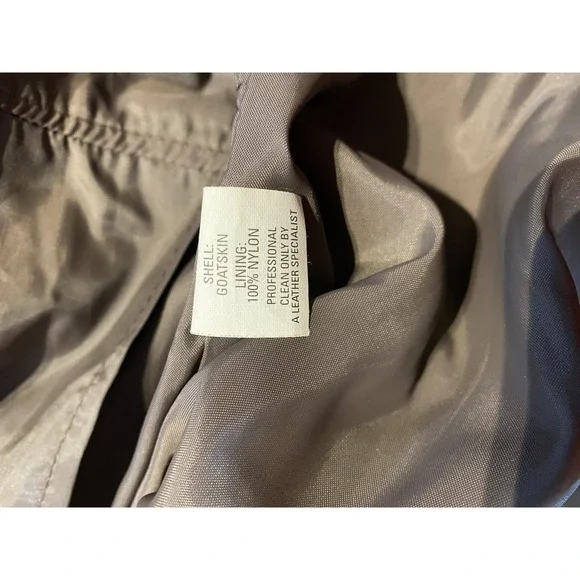 SHELL:
GOATSKIN
LINING:
100% NYLON
PROFESSIONAL
CLEAN ONLY BY
A LEATHER SPECIALIST